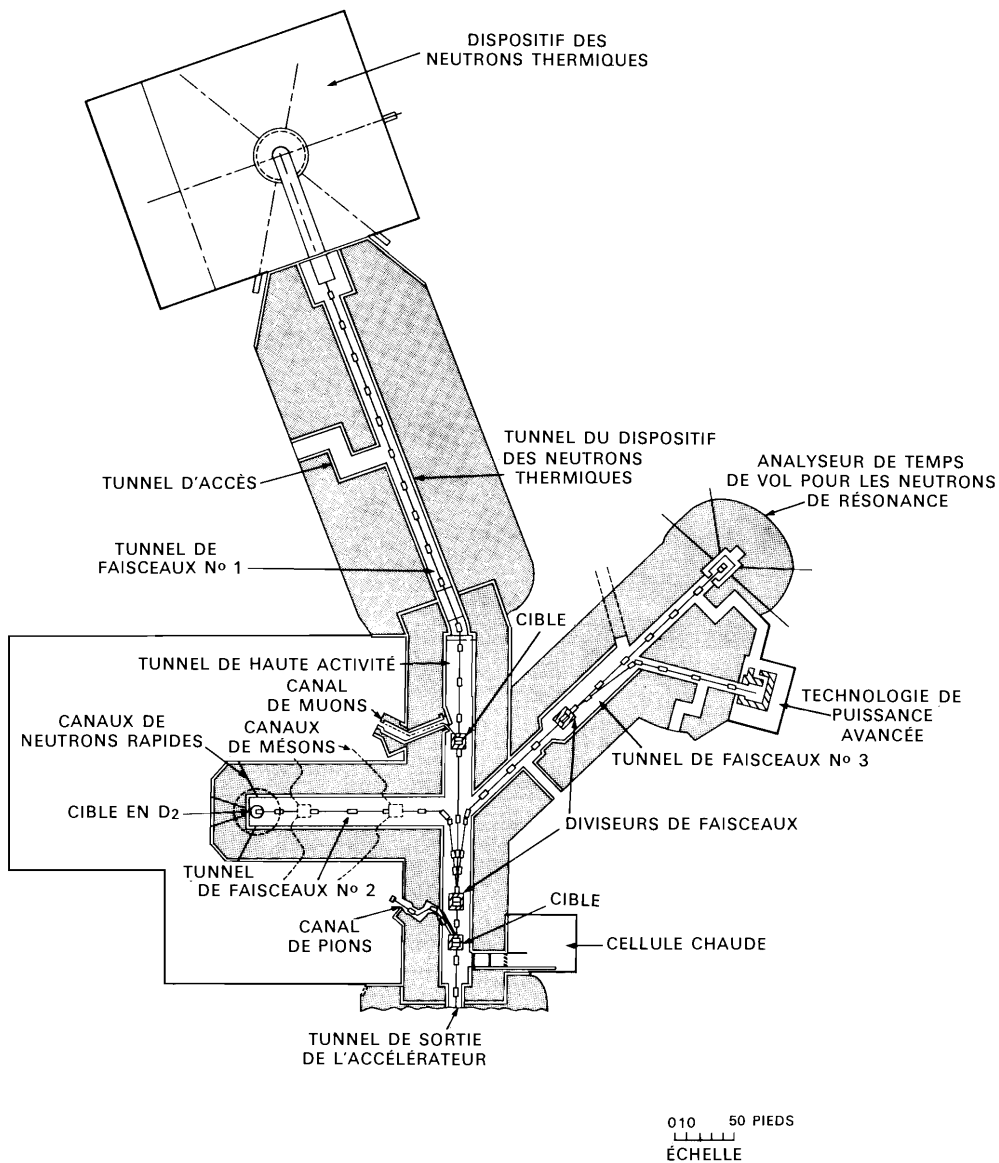 DISPOSITIF DES
NEUTRONS THERMIQUES
TUNNEL DU DISPOSITIF
DES NEUTRONS
THERMIQUES
TUNNEL D'ACCÈS
ANALYSEUR DE TEMPS
DE VOL POUR LES NEUTRONS
DE RÉSONANCE
TUNNEL DE
FAISCEAUX Nº 1
CIBLE
TUNNEL DE HAUTE ACTIVITÉ
CANAL
DE MUONS
CANAUX DE
NEUTRONS RAPIDES
CANAUX
DE MÉSONS
TECHNOLOGIE DE
PUISSANCE
AVANCÉE
TUNNEL DE FAISCEAUX Nº 3
CIBLE EN D2
DIVISEURS DE FAISCEAUX
TUNNEL
DE FAISCEAUX Nº 2
CIBLE
CANAL
DE PIONS
CELLULE CHAUDE
TUNNEL DE SORTIE
DE L'ACCÉLÉRATEUR
010 50 PIEDS
ÉCHELLE